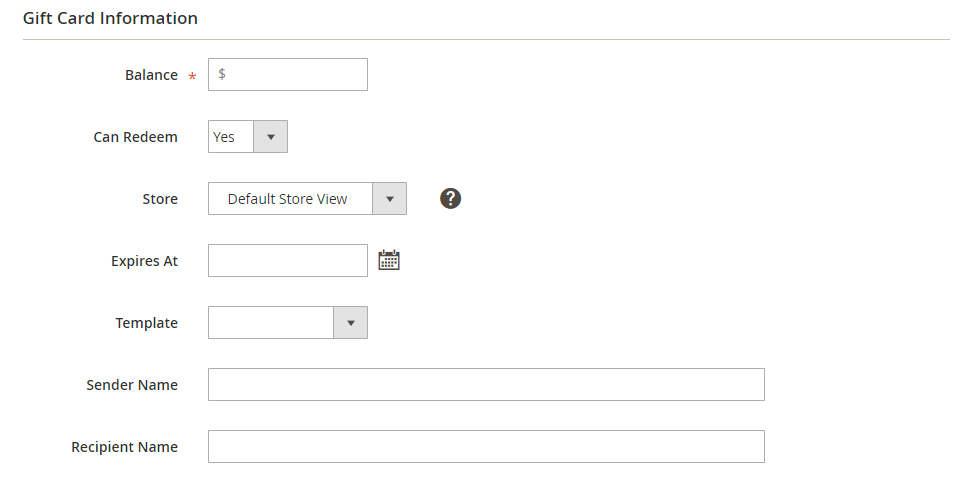 Gift Card Information
Balance * $
Can Redeem Yes
Store Default Store View ?
Expires At
Template
Sender Name
Recipient Name